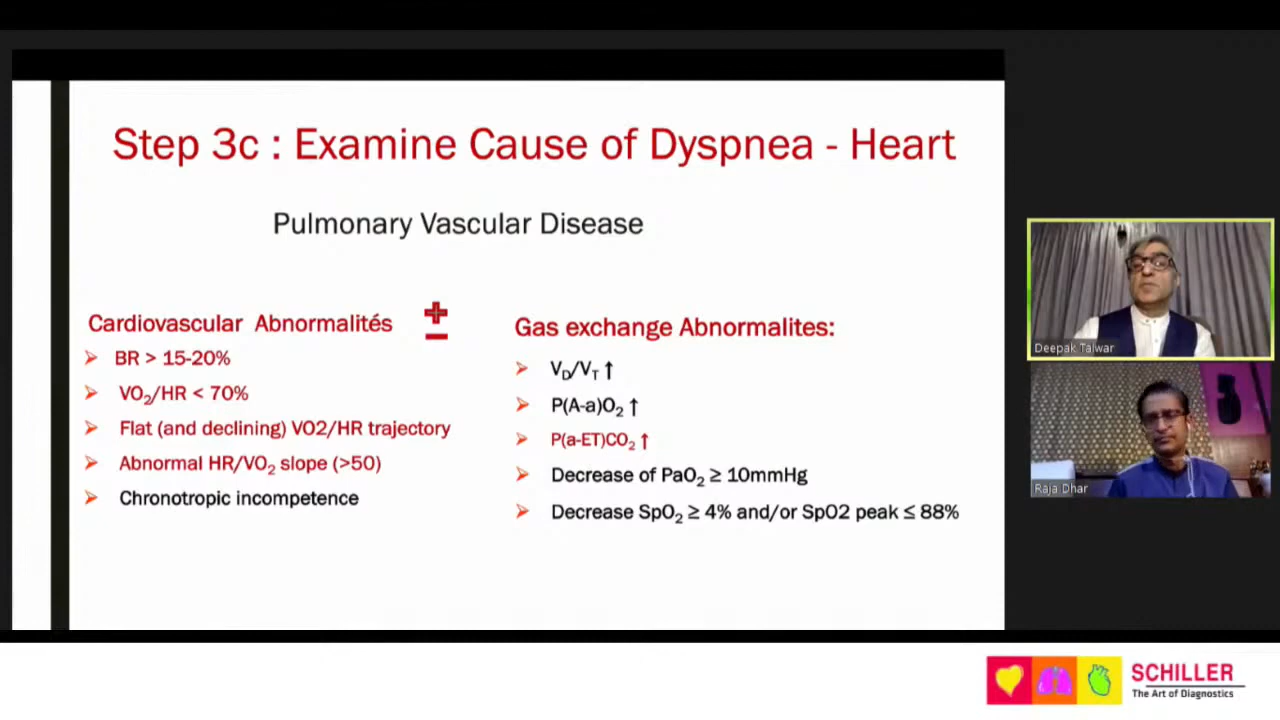 Step 3c : Examine Cause of Dyspnea - Heart
Pulmonary Vascular Disease
Cardiovascular Abnormalités
BR > 15-20%
VO₂/HR < 70%
Flat (and declining) VO2/HR trajectory
Abnormal HR/VO₂ slope (>50)
Chronotropic incompetence
Gas exchange Abnormalites:
V_D/V_T ↑
P(A-a)O₂ ↑
P(a-ET)CO₂ ↑
Decrease of PaO₂ ≥ 10mmHg
Decrease SpO₂ ≥ 4% and/or SpO2 peak ≤ 88%
Deepak Talwar
Raja Dhar
SCHILLER
The Art of Diagnostics